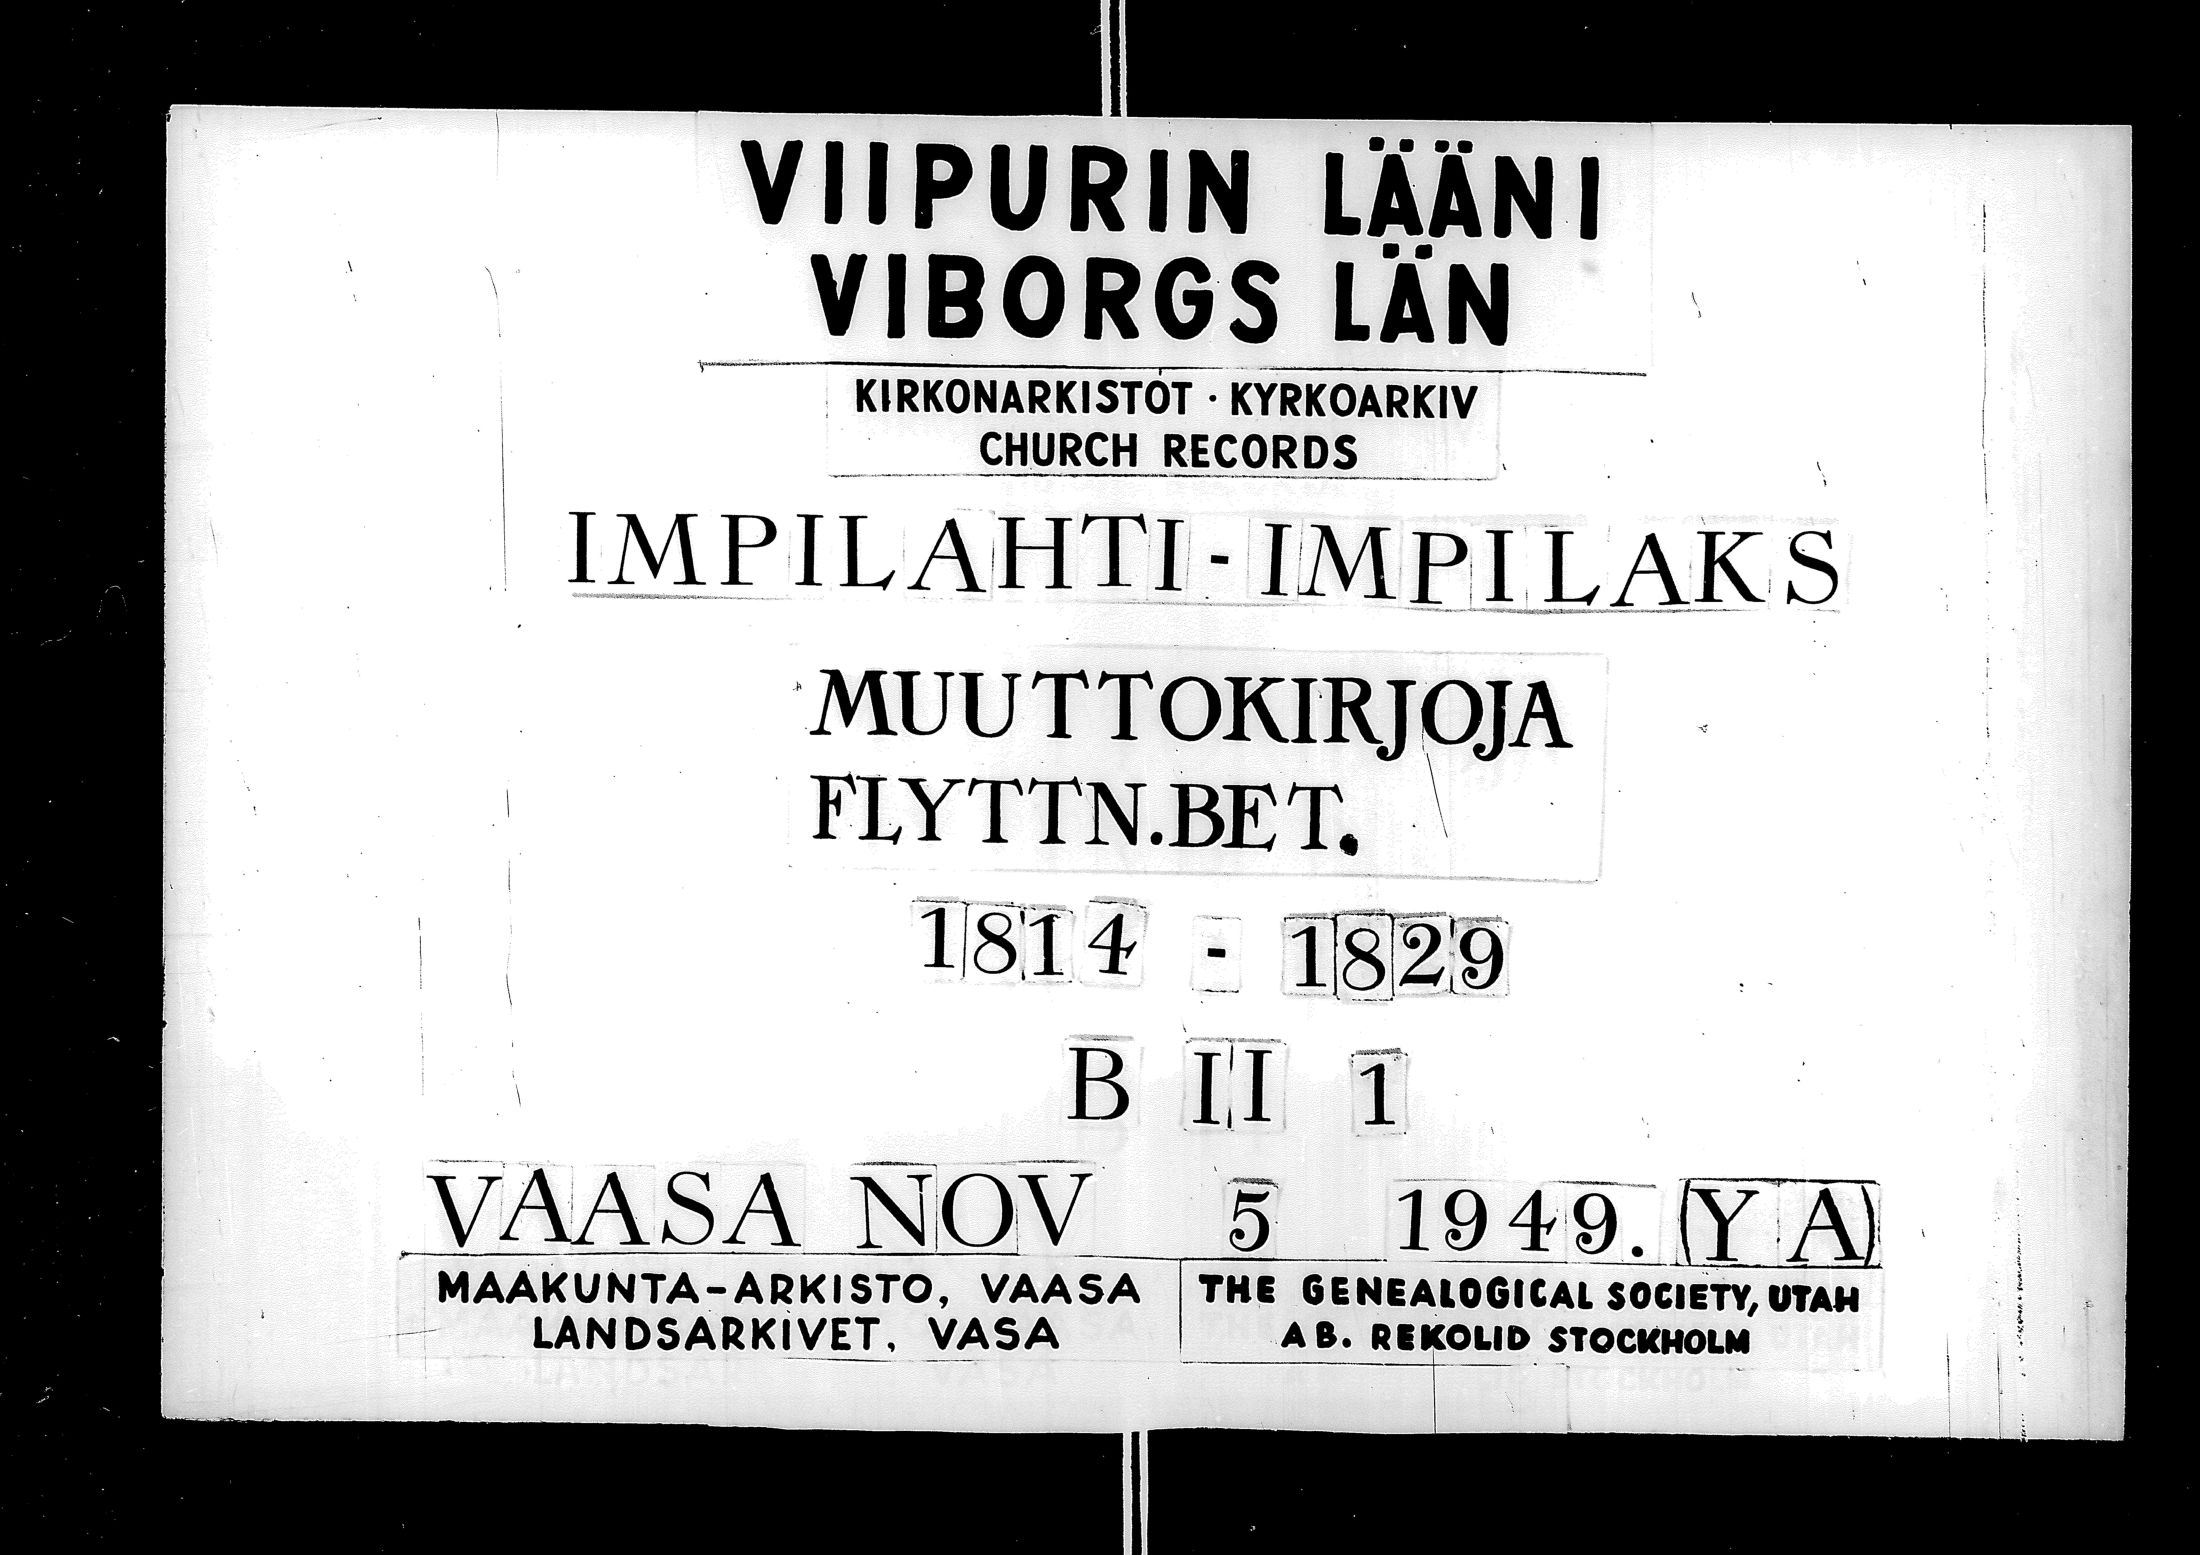 VIIPURIN LÄÄNI
VIBORGS LÄN
KIRKONARKISTOT · KYRKOARKIV
CHURCH RECORDS
IMPILAHTI - IMPILAKS
MUUTTOKIRJOJA
FLYTTN.BET.
1814 - 1829
B II 1
VAASA NOV 5 1949. (Y A)
MAAKUNTA-ARKISTO, VAASA
LANDSARKIVET, VASA
THE GENEALOGICAL SOCIETY, UTAH
AB. REKOLID STOCKHOLM